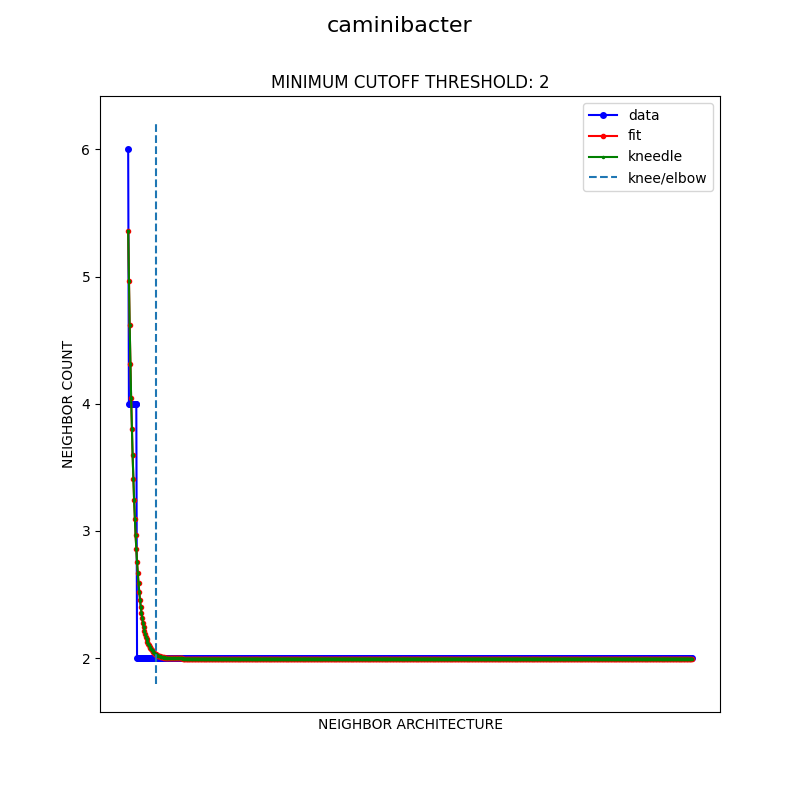 caminibacter
MINIMUM CUTOFF THRESHOLD: 2
data
fit
kneedle
knee/elbow
6
5
4
3
2
NEIGHBOR COUNT
NEIGHBOR ARCHITECTURE